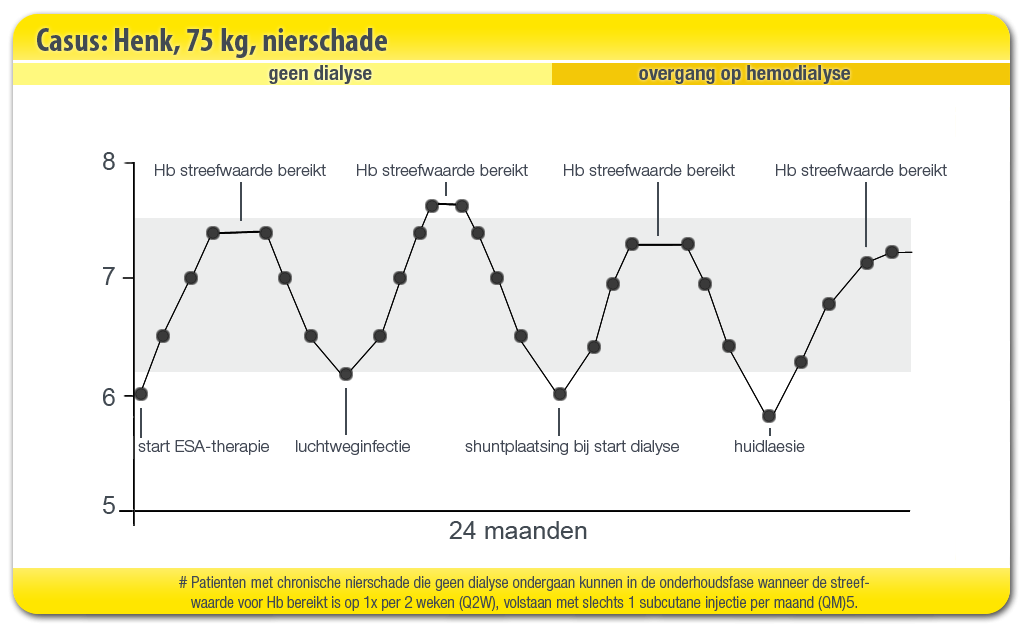 Casus: Henk, 75 kg, nierschade
geen dialyse
overgang op hemodialyse
8
Hb streefwaarde bereikt
Hb streefwaarde bereikt
Hb streefwaarde bereikt
Hb streefwaarde bereikt
7
6
start ESA-therapie
luchtweginfectie
shuntplaatsing bij start dialyse
huidlaesie
5
24 maanden
# Patienten met chronische nierschade die geen dialyse ondergaan kunnen in de onderhoudsfase wanneer de streef-
waarde voor Hb bereikt is op 1x per 2 weken (Q2W), volstaan met slechts 1 subcutane injectie per maand (QM)5.